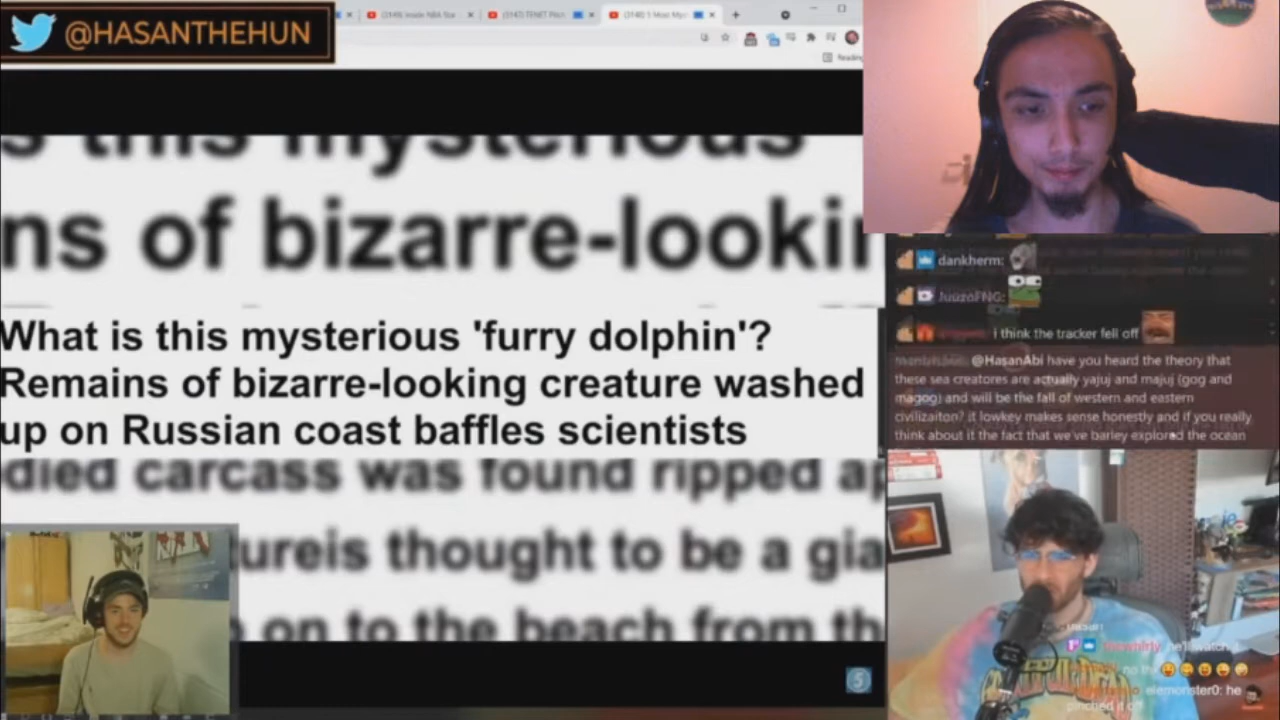 @HASANTHEHUN
s this mysterious
ns of bizarre-lookin
What is this mysterious 'furry dolphin'?
Remains of bizarre-looking creature washed
up on Russian coast baffles scientists
died carcass was found ripped ap
tureis thought to be a gia
on to the beach from th
dankherm:
JuuzoFNG:
i think the tracker fell off
@HasanAbi have you heard the theory that
these sea creatores are actually yajuj and majuj (gog and
magog) and will be the fall of western and eastern
civilizaiton? it lowkey makes sense honestly and if you really
think about it the fact that we've barley explored the ocean
elemonster0: he
pinched it off